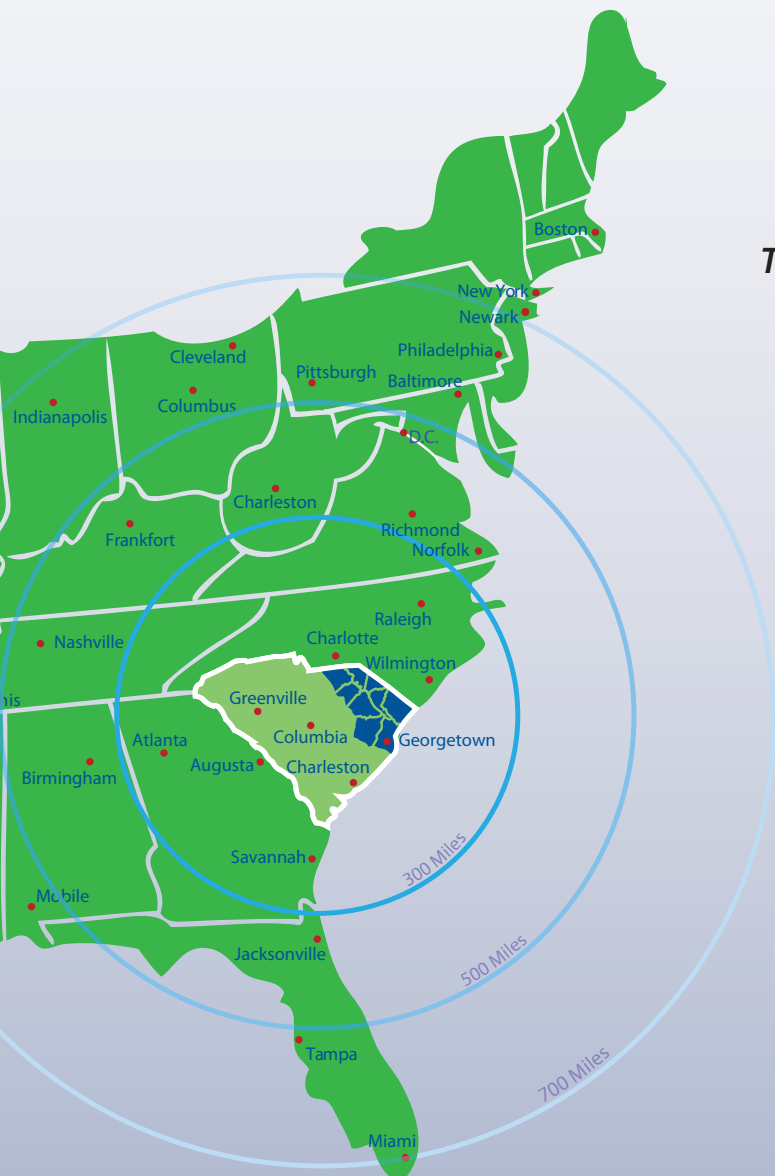 Boston
T
New York
Newark
Philadelphia
Cleveland
Pittsburgh
Baltimore
Columbus
Indianapolis
D.C.
Charleston
Richmond
Frankfort
Norfolk
Raleigh
Charlotte
Nashville
Wilmington
Greenville
nis
Columbia
Atlanta
Georgetown
Augusta
Charleston
Birmingham
Savannah
300 Miles
Mobile
Jacksonville
500 Miles
Tampa
700 Miles
Miami